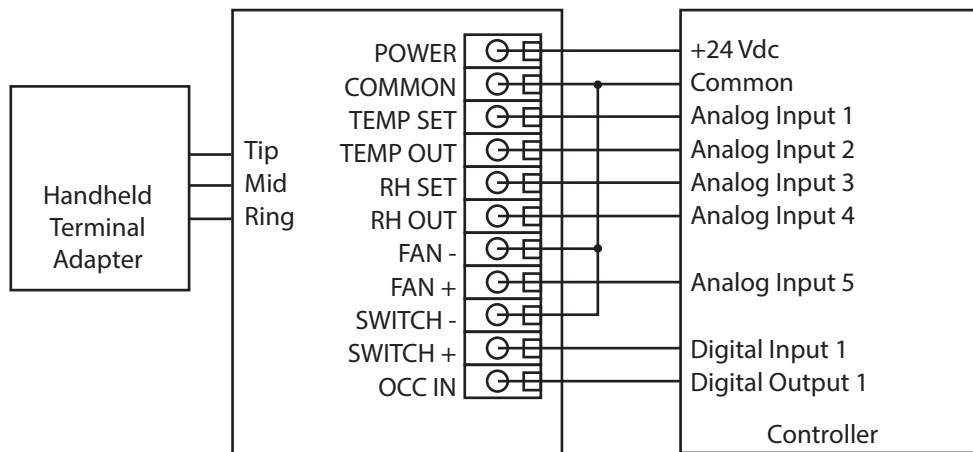 Handheld
Terminal
Adapter
Tip
Mid
Ring
POWER
COMMON
TEMP SET
TEMP OUT
RH SET
RH OUT
FAN -
FAN +
SWITCH -
SWITCH +
OCC IN
+24 Vdc
Common
Analog Input 1
Analog Input 2
Analog Input 3
Analog Input 4
Analog Input 5
Digital Input 1
Digital Output 1
Controller